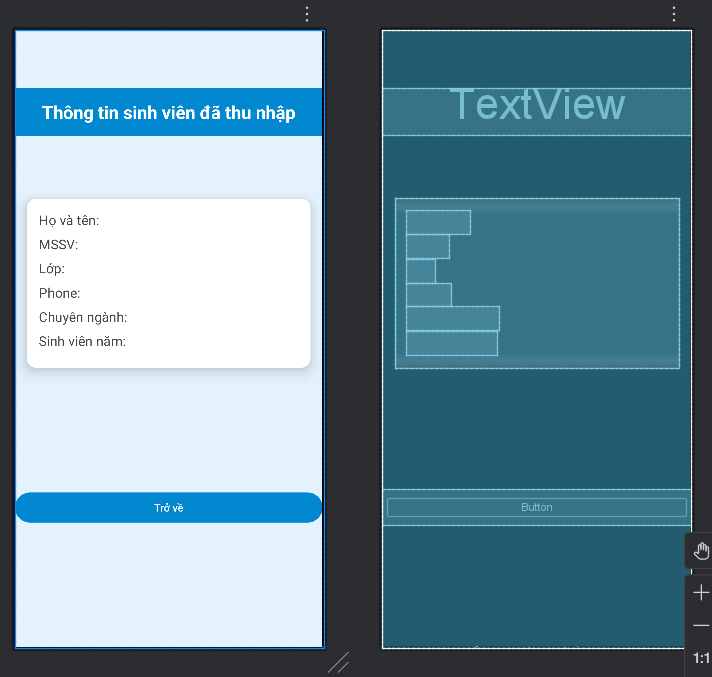 Thông tin sinh viên đã thu nhập
TextView
Họ và tên:
MSSV:
Lớp:
Phone:
Chuyên ngành:
Sinh viên năm:
Trở về
Button
1:1